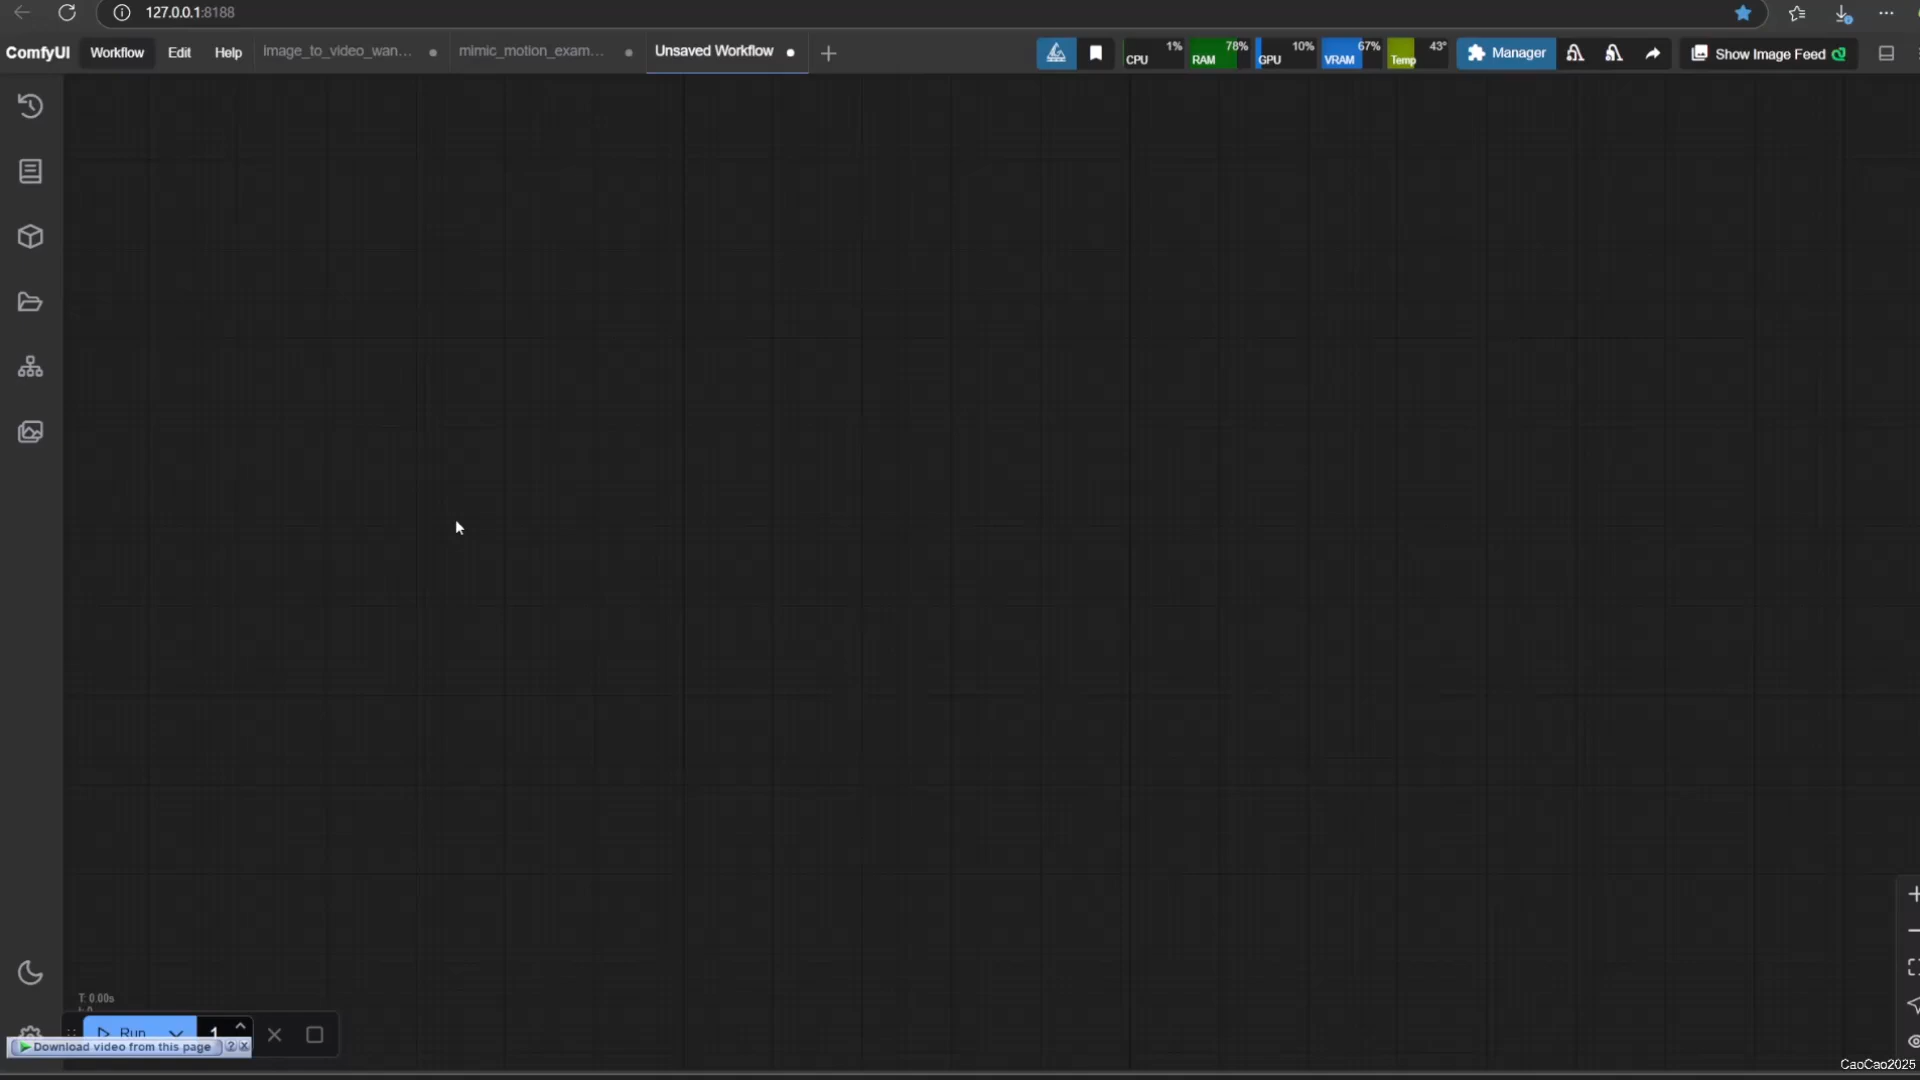 127.0.0.1:8188
ComfyUI Workflow Edit Help image_to_video_wan... mimic_motion_exam... Unsaved Workflow
CPU 1% RAM 78% GPU 10% VRAM 67% Temp 43° Manager Show Image Feed
T: 0.00s
Run 1
Download video from this page ? X
CaoCao2025